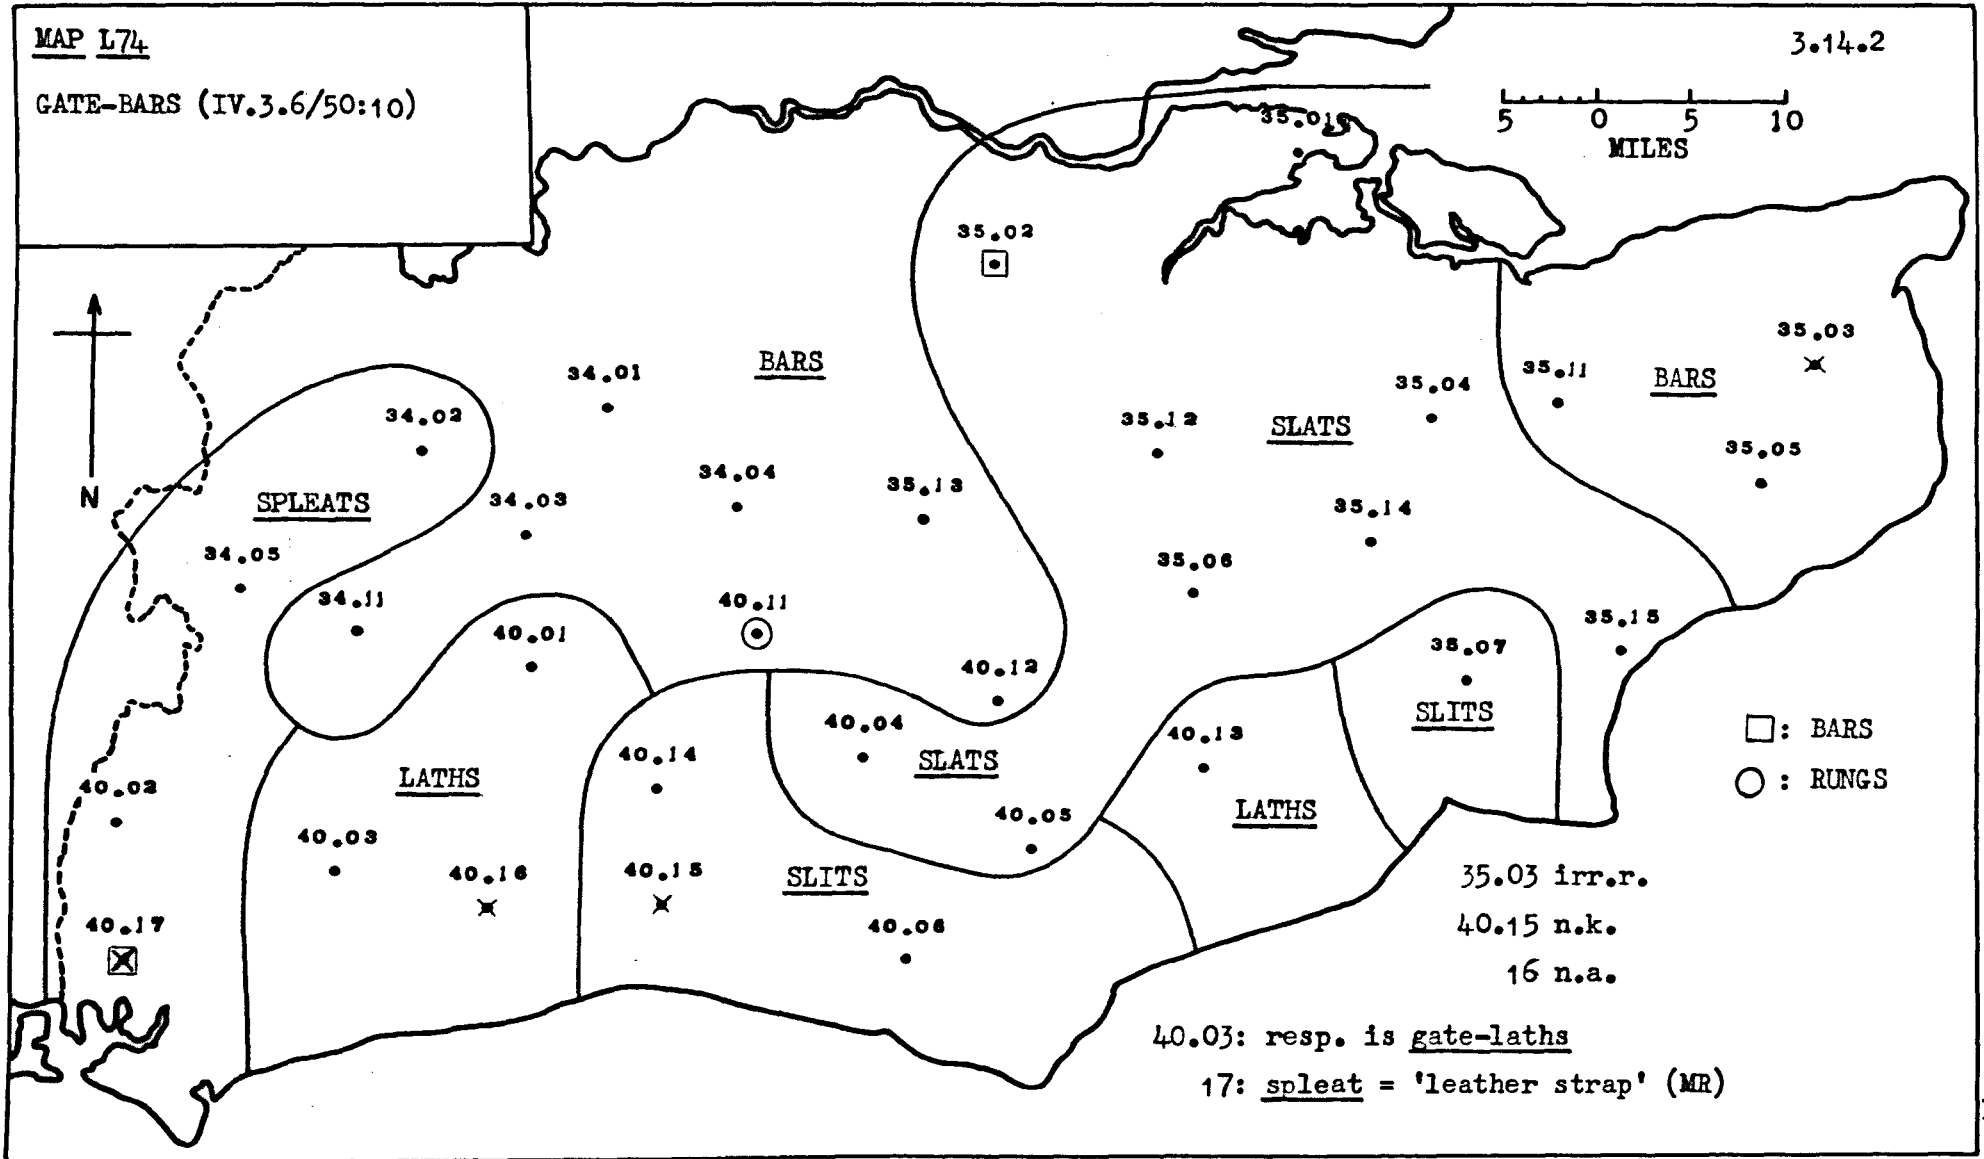 MAP L74
GATE-BARS (IV.3.6/50:10)
3.14.2
5 0 5 10
MILES
35.01
35.02
35.03
34.01
BARS
35.11
BARS
35.04
34.02
35.12
SLATS
35.05
34.04
35.13
34.03
SPLEATS
35.14
N
34.05
35.06
34.11
40.11
35.15
40.01
35.07
40.12
SLITS
40.04
40.13
: BARS
40.14
SLATS
LATHS
: RUNGS
40.02
LATHS
40.05
40.03
40.16
40.15
SLITS
35.03 irr.r.
40.17
40.06
40.15 n.k.
16 n.a.
40.03: resp. is gate-laths
17: spleat = 'leather strap' (MR)